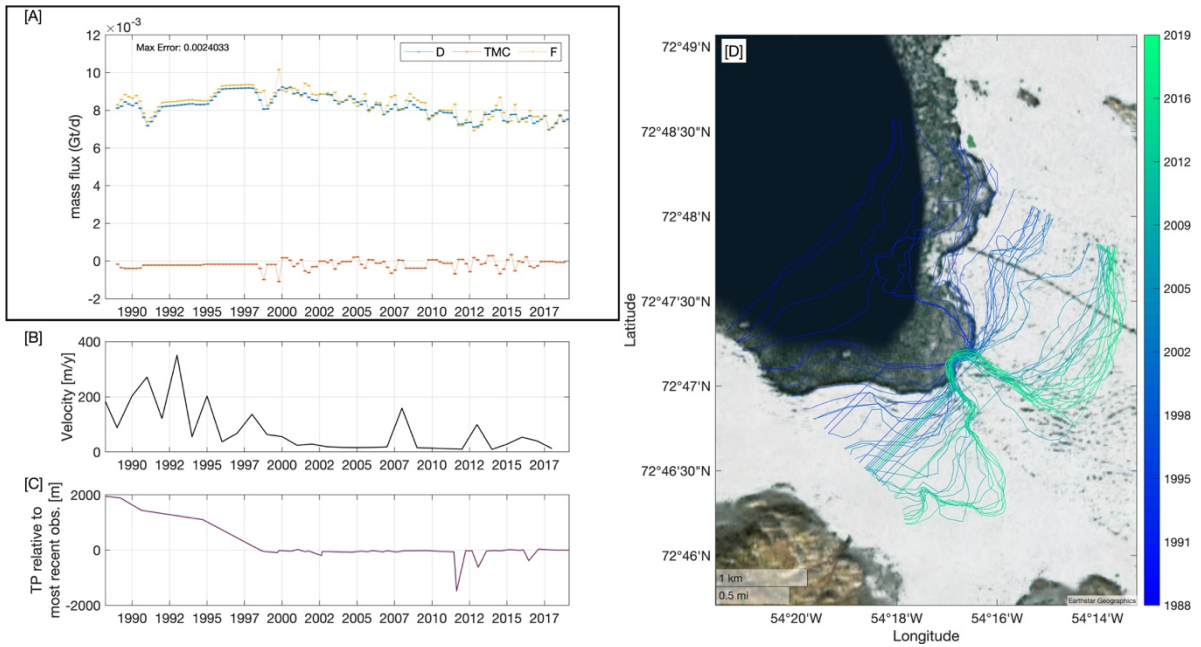 [A]
×10⁻³
Max Error: 0.0024033
D TMC F
12
10
8
6
4
2
0
−2
mass flux (Gt/d)
1990 1992 1995 1997 2000 2002 2005 2007 2010 2012 2015 2017
[B]
400
200
0
Velocity [m/y]
1990 1992 1995 1997 2000 2002 2005 2007 2010 2012 2015 2017
[C]
2000
0
-2000
TP relative to
most recent obs. [m]
1990 1992 1995 1997 2000 2002 2005 2007 2010 2012 2015 2017
[D]
72°49'N
72°48'30"N
72°48'N
72°47'30"N
72°47'N
72°46'30"N
72°46'N
Latitude
1 km
0.5 mi
Earthstar Geographics
54°20'W 54°18'W 54°16'W 54°14'W
Longitude
2019
2016
2012
2009
2005
2002
1998
1995
1991
1988